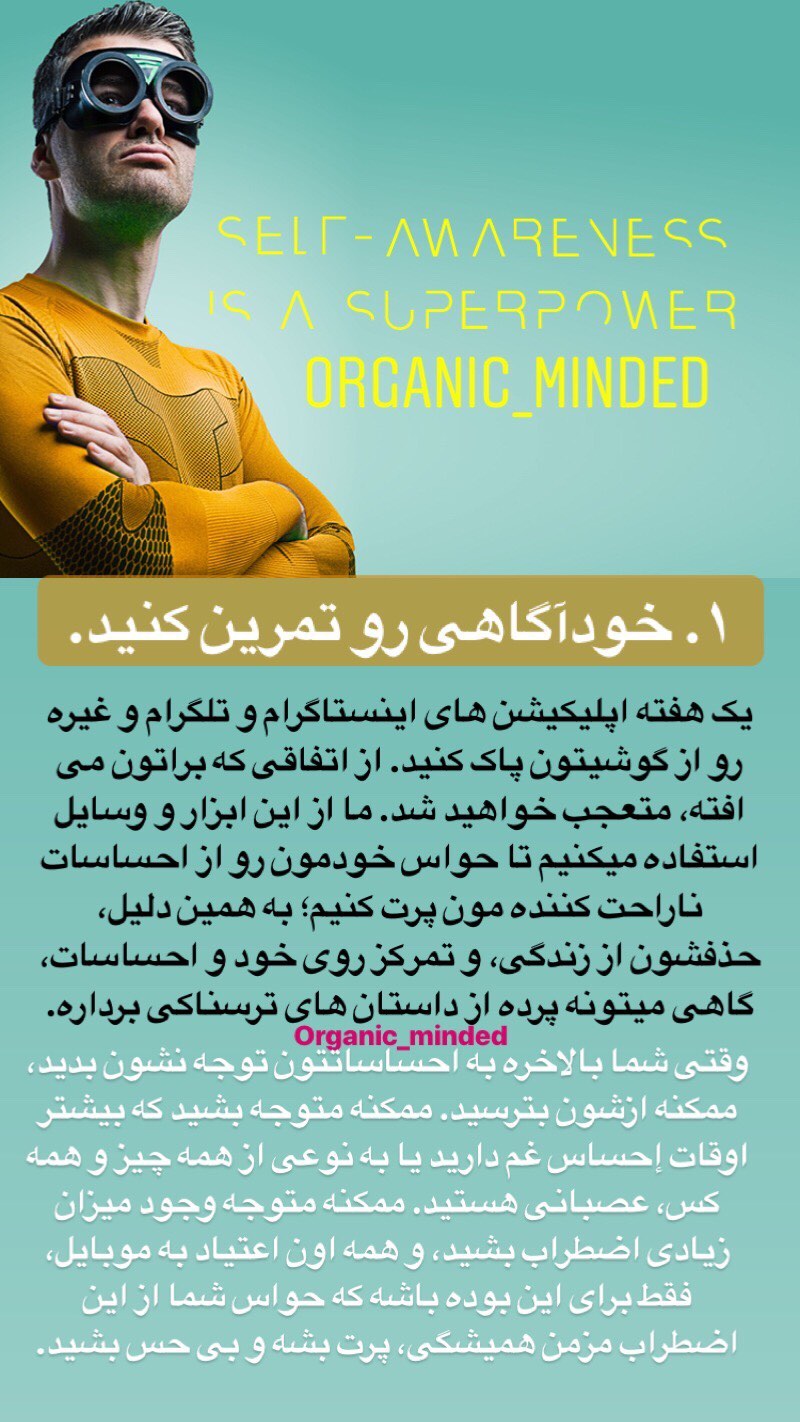 SELF-AWARENESS
IS A SUPERPOWER
ORGANIC_MINDED
۱. خودآگاهی رو تمرین کنید.
یک هفته اپلیکیشن های اینستاگرام و تلگرام و غیره
رو از گوشیتون پاک کنید. از اتفاقی که براتون می
افته، متعجب خواهید شد. ما از این ابزار و وسایل
استفاده میکنیم تا حواس خودمون رو از احساسات
ناراحت کننده مون پرت کنیم؛ به همین دلیل،
حذفشون از زندگی، و تمرکز روی خود و احساسات،
گاهی میتونه پرده از داستان های ترسناکی برداره.
Organic_minded
وقتی شما بالاخره به احساساتتون توجه نشون بدید،
ممکنه ازشون بترسید. ممکنه متوجه بشید که بیشتر
اوقات إحساس غم دارید یا به نوعی از همه چیز و همه
کس، عصبانی هستید. ممکنه متوجه وجود میزان
زیادی اضطراب بشید، و همه اون اعتیاد به موبایل،
فقط برای این بوده باشه که حواس شما از این
اضطراب مزمن همیشگی، پرت بشه و بی حس بشید.